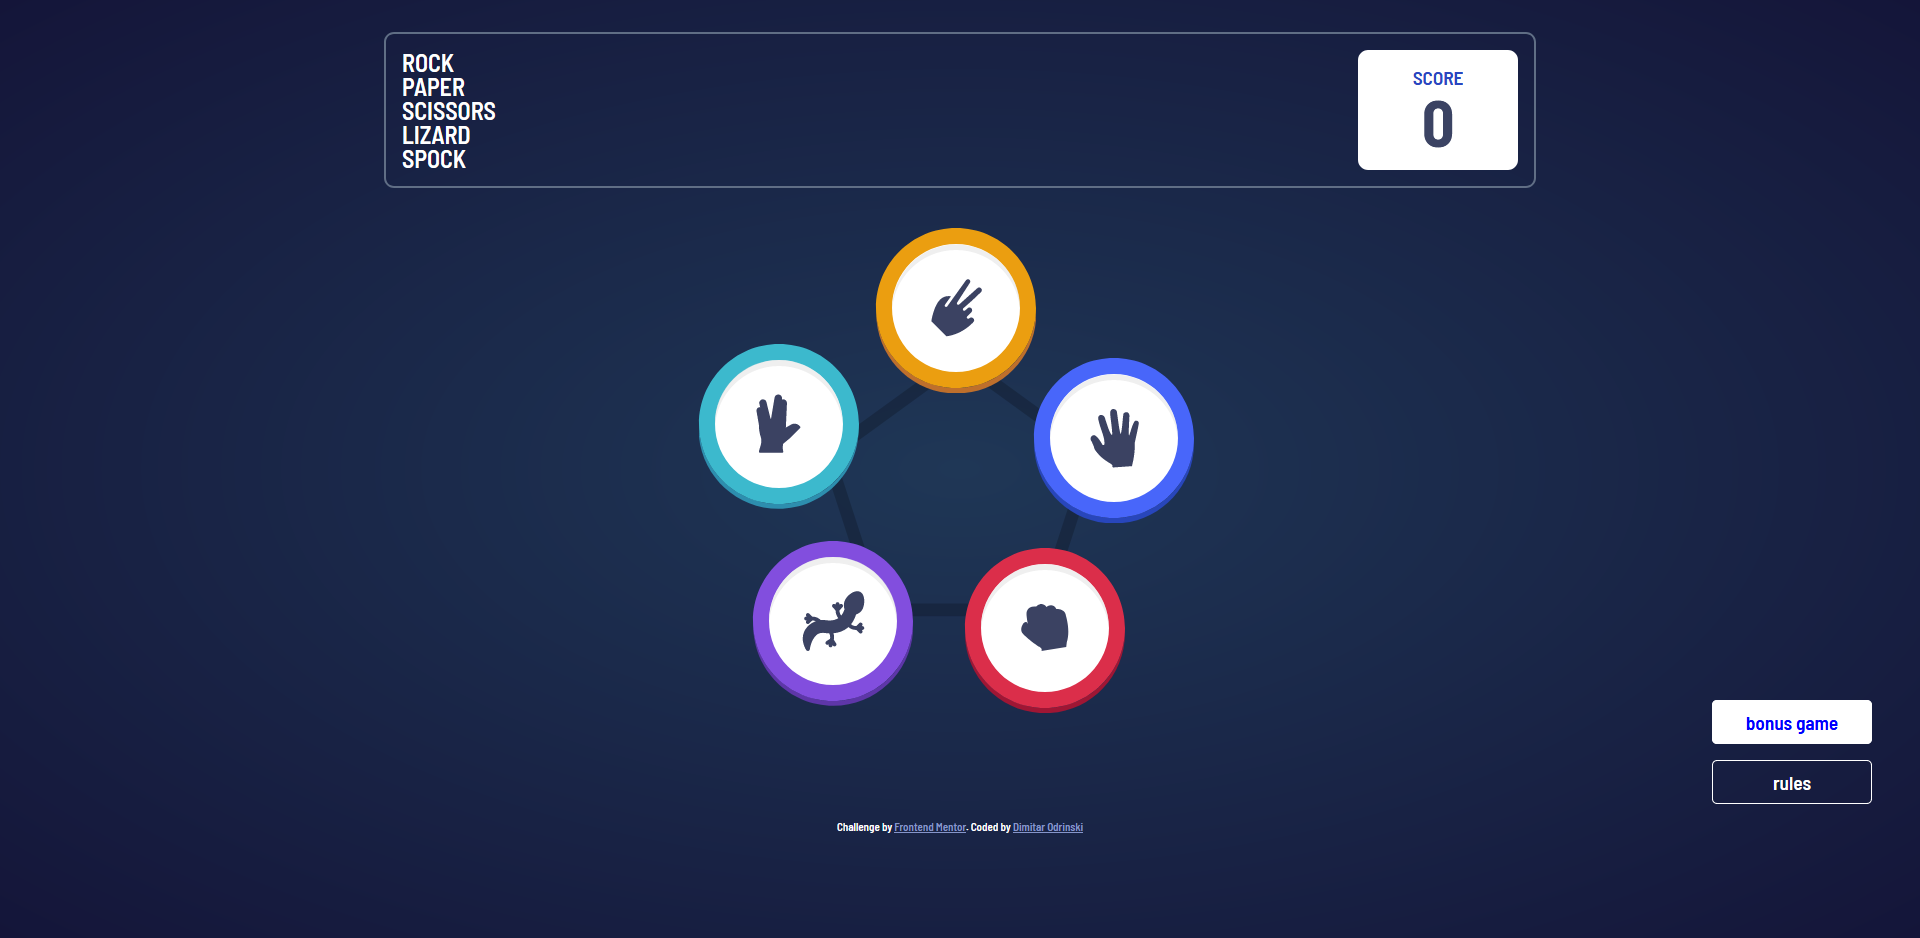 ROCK
PAPER
SCISSORS
LIZARD
SPOCK
SCORE
0
bonus game
rules
Challenge by Frontend Mentor. Coded by Dimitar Odrinski